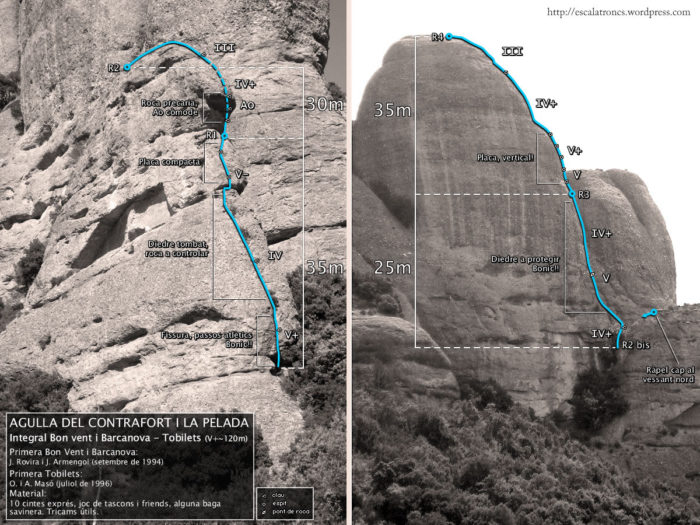 http://escalatroncs.wordpress.com
R2
III
IV+
Roca precària,
Ao còmode
Ao
30m
R1
Placa compacta
V-
Diedre tombat,
roca a controlar
IV
35m
Fissura, passos atlètics
Bonic!!
V+
AGULLA DEL CONTRAFORT I LA PELADA
Integral Bon vent i Barcanova - Tobilets (V+~120m)
Primera Bon Vent i Barcanova:
J. Rovira i J. Armengol (setembre de 1994)
Primera Tobilets:
O. i A. Masó (juliol de 1996)
Material:
10 cintes exprés, joc de tascons i friends, alguna baga
savinera. Tricams útils.
clau
espit
pont de roca
R4
III
35m
IV+
V+
Placa, vertical!
V
R3
IV+
Diedre a protegir
Bonic!!
25m
V
IV+
R2 bis
Ràpel cap al
vessant nord